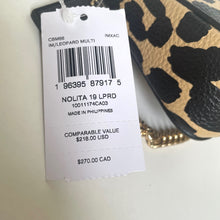 CBM66 IMXAC
IM/LEOPARD MULTI
1 96395 87917 5
NOLITA 19 LPRD
10011174CA03
MADE IN PHILIPPINES
COMPARABLE VALUE
$218.00 USD
$270.00 CAD